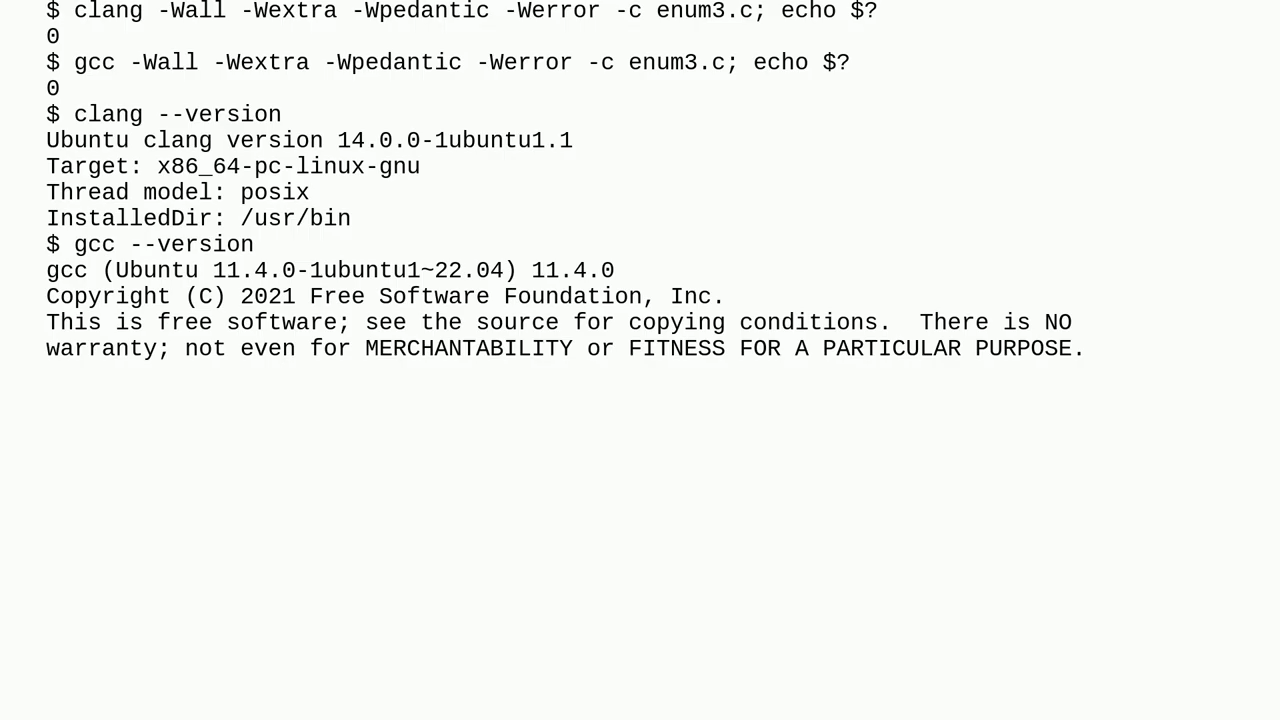 $ clang -Wall -Wextra -Wpedantic -Werror -c enum3.c; echo $?
0
$ gcc -Wall -Wextra -Wpedantic -Werror -c enum3.c; echo $?
0
$ clang --version
Ubuntu clang version 14.0.0-1ubuntu1.1
Target: x86_64-pc-linux-gnu
Thread model: posix
InstalledDir: /usr/bin
$ gcc --version
gcc (Ubuntu 11.4.0-1ubuntu1~22.04) 11.4.0
Copyright (C) 2021 Free Software Foundation, Inc.
This is free software; see the source for copying conditions.  There is NO
warranty; not even for MERCHANTABILITY or FITNESS FOR A PARTICULAR PURPOSE.